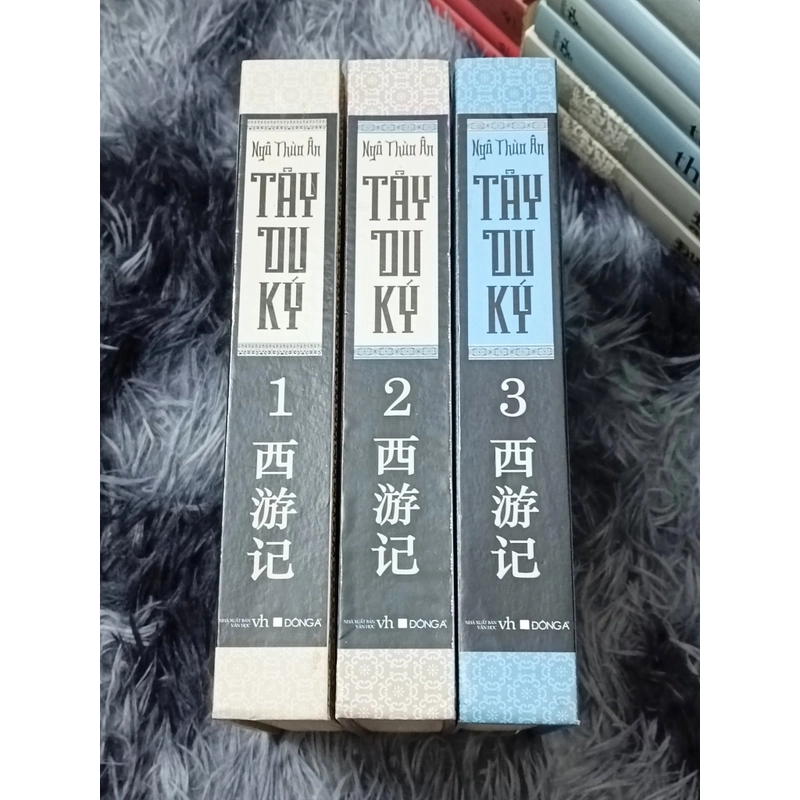 Ngô Thừa Ân
TÂY
DU
KÝ
1
西游记
NHÀ XUẤT BẢN
VĂN HỌC
vh
ĐÔNG A
Ngô Thừa Ân
TÂY
DU
KÝ
2
西游记
NHÀ XUẤT BẢN
VĂN HỌC
vh
ĐÔNG A
Ngô Thừa Ân
TÂY
DU
KÝ
3
西游记
NHÀ XUẤT BẢN
VĂN HỌC
vh
ĐÔNG A